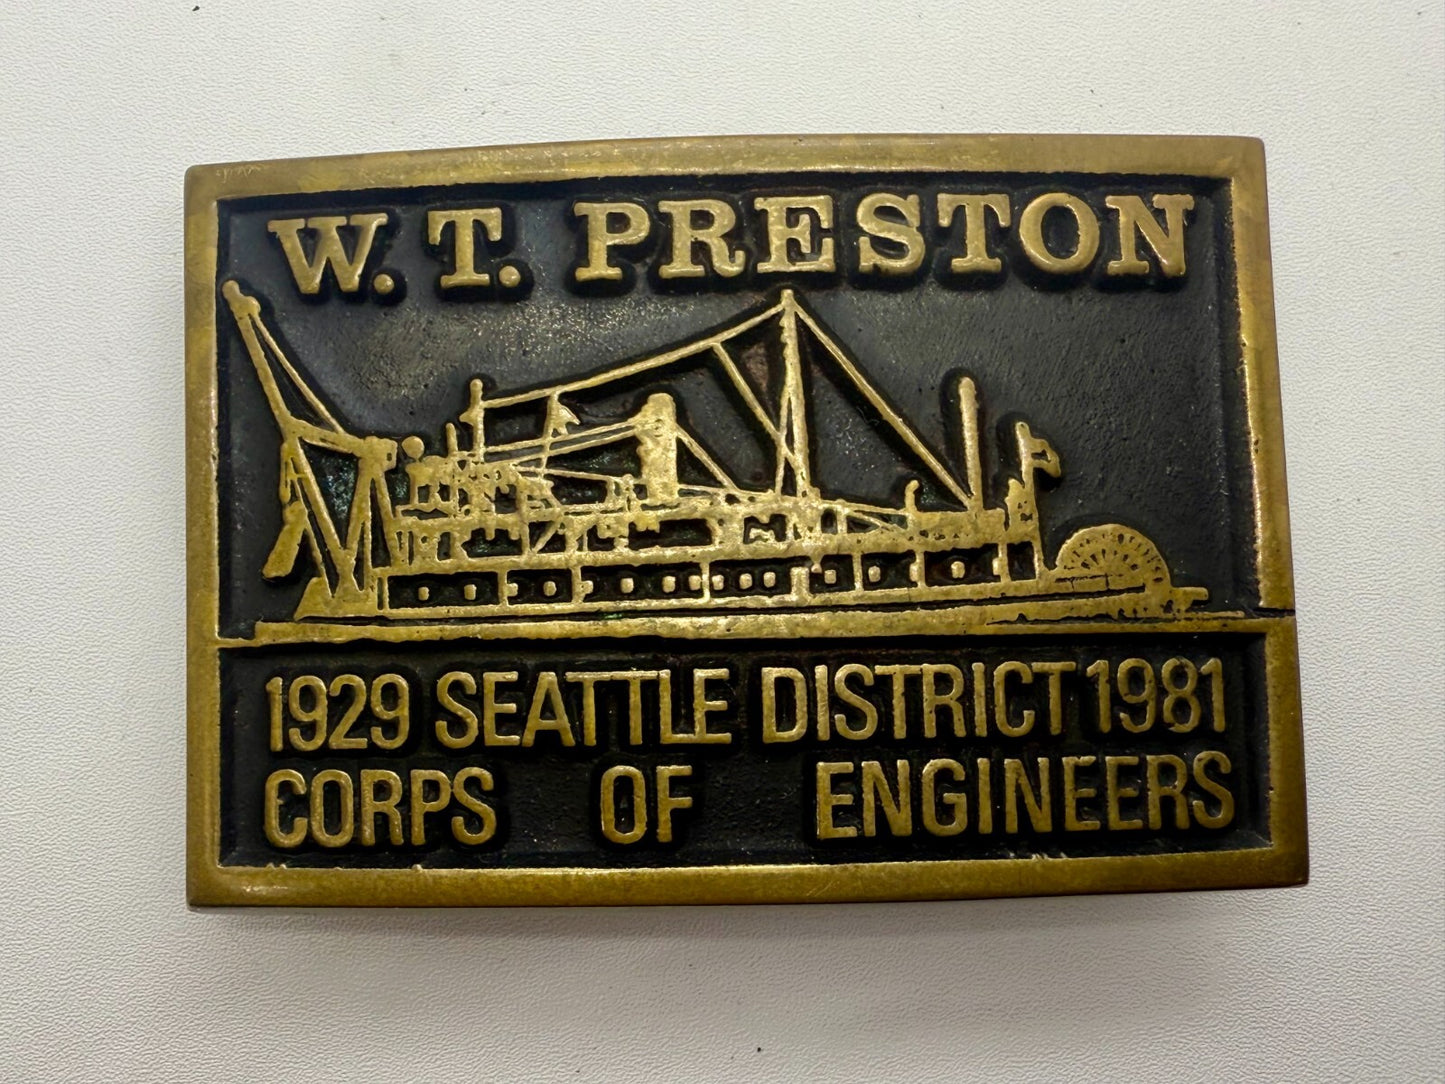 W. T. PRESTON
1929 SEATTLE DISTRICT 1981
CORPS OF ENGINEERS